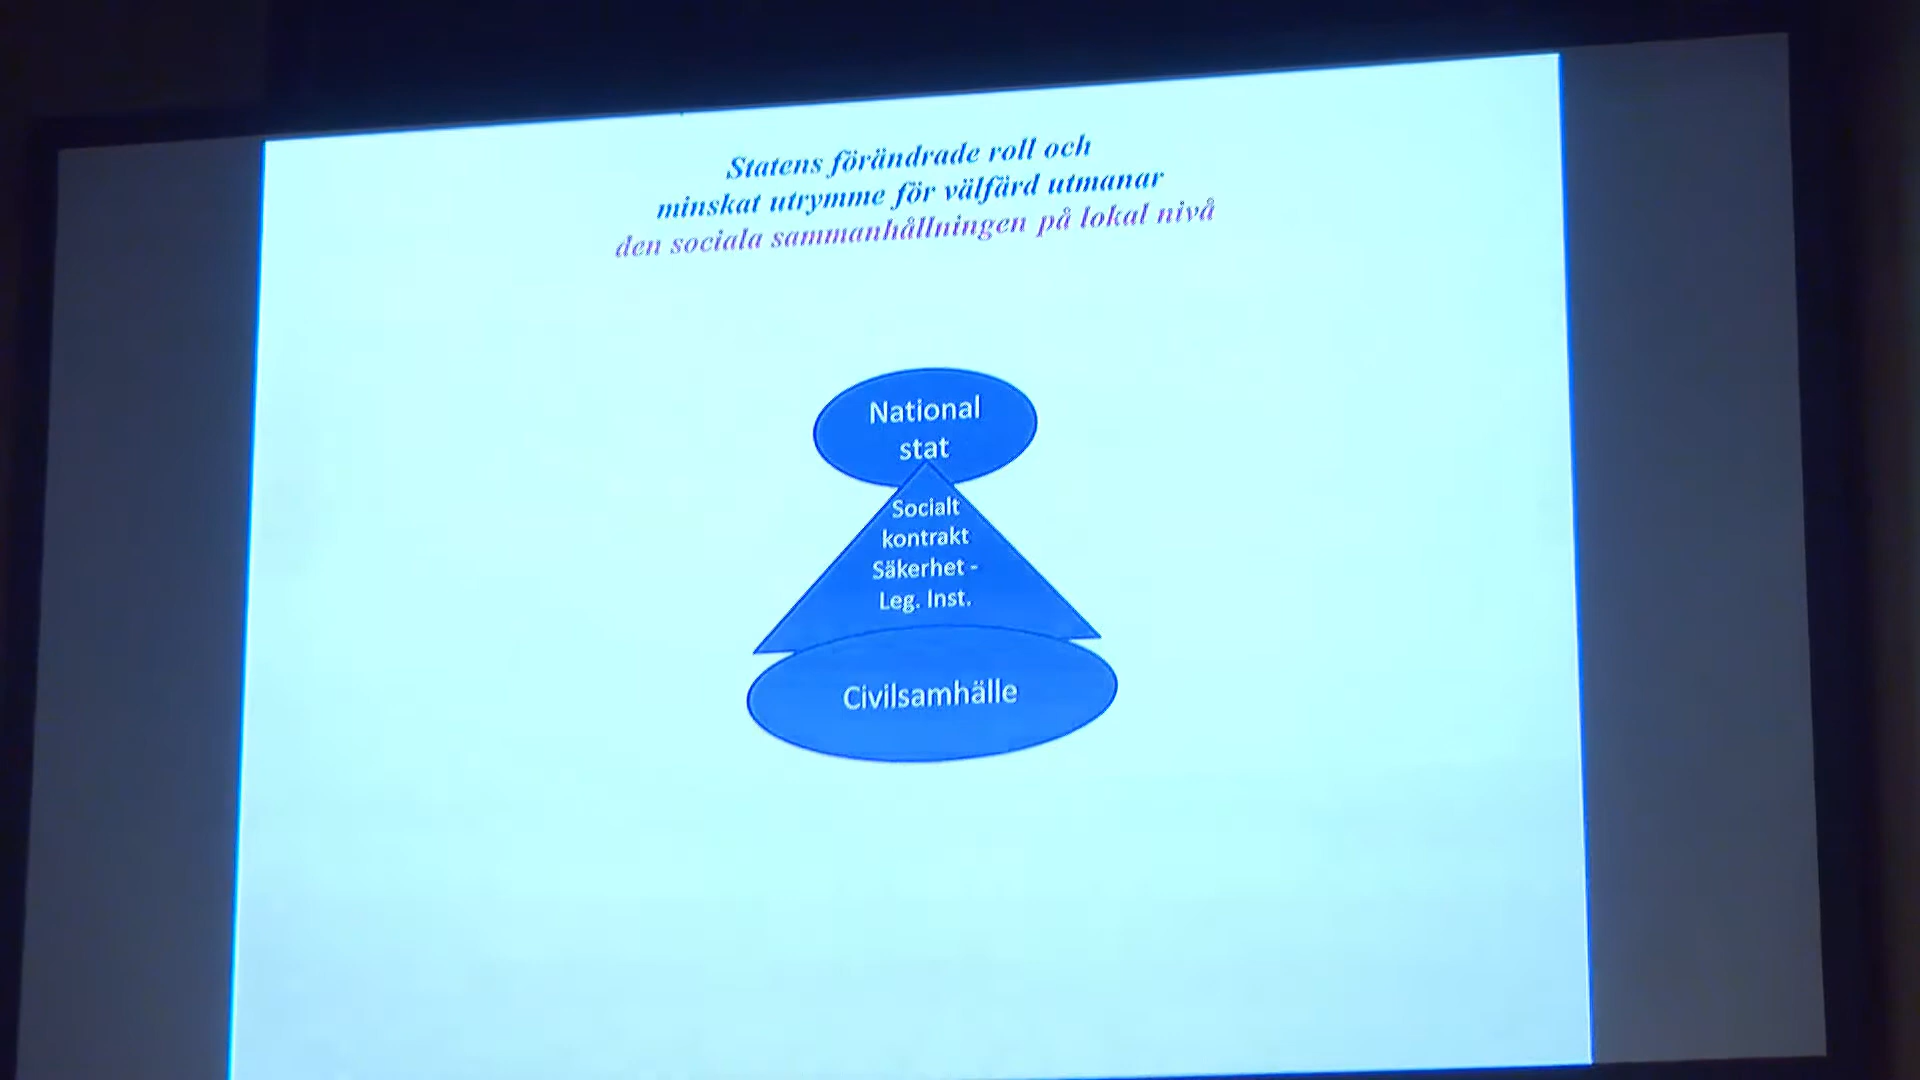 Statens förändrade roll och
minskat utrymme för välfärd utmanar
den sociala sammanhållningen på lokal nivå
National
stat
Socialt
kontrakt
Säkerhet -
Leg. Inst.
Civilsamhälle